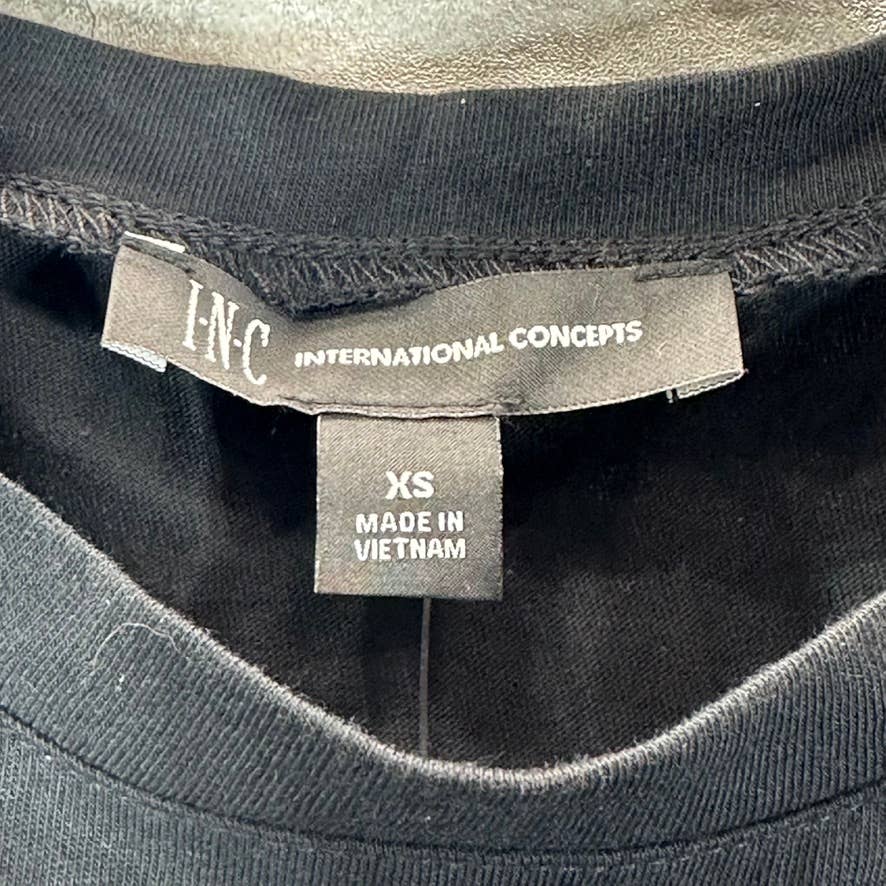 I·N·C INTERNATIONAL CONCEPTS
XS
MADE IN
VIETNAM